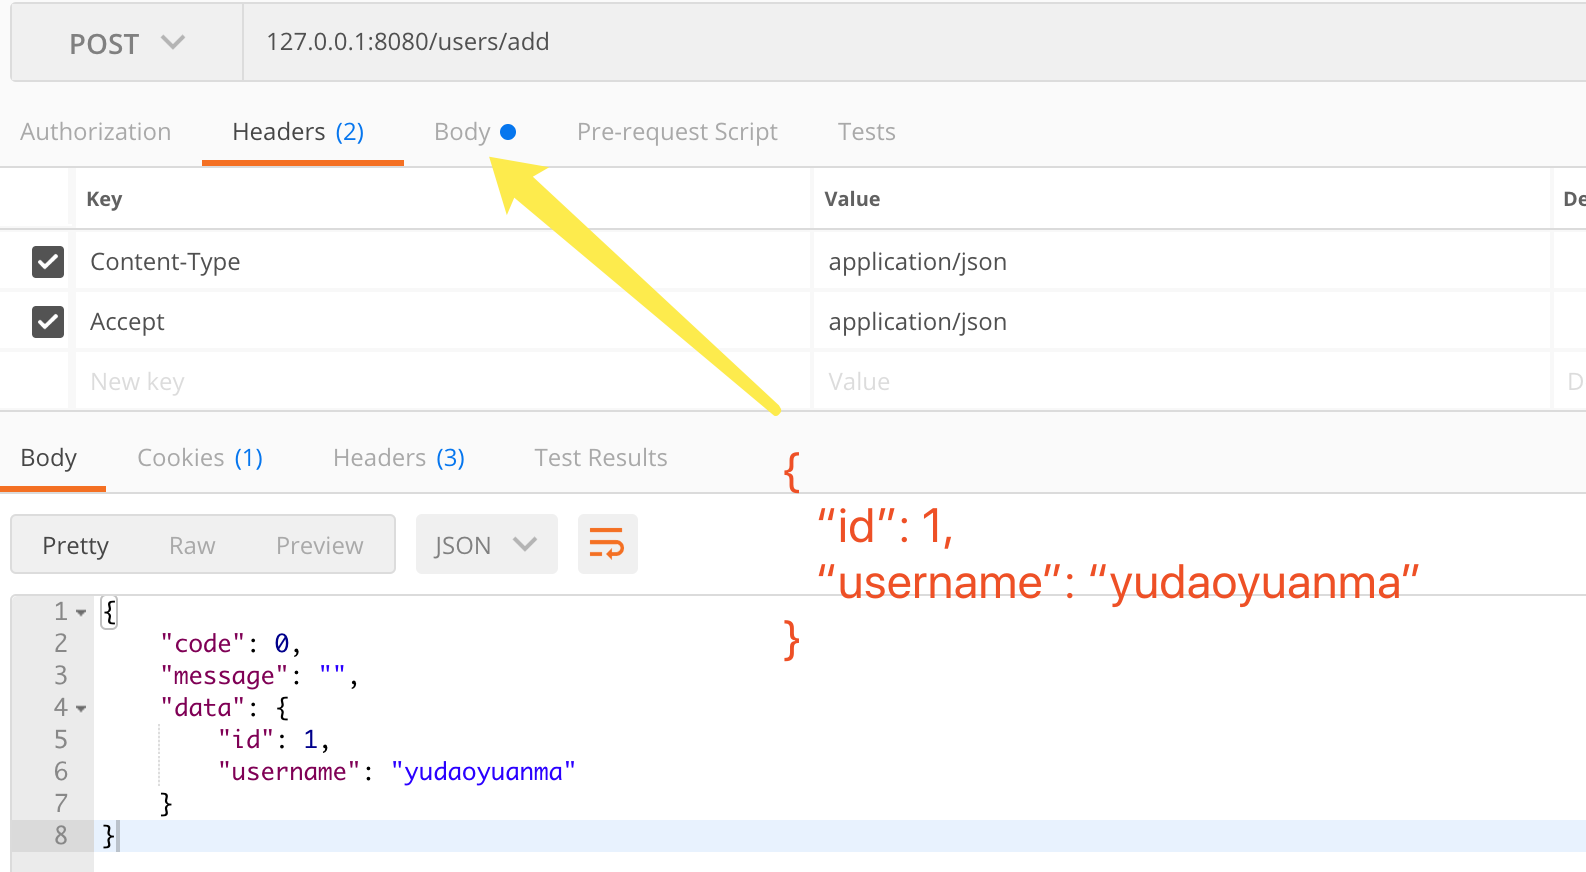 POST 127.0.0.1:8080/users/add
Authorization Headers (2) Body Pre-request Script Tests
Key Value De
Content-Type application/json
Accept application/json
New key Value D
Body Cookies (1) Headers (3) Test Results
{
“id”: 1,
“username”: “yudaoyuanma”
}
Pretty Raw Preview JSON
1 {
2 "code": 0,
3 "message": "",
4 "data": {
5 "id": 1,
6 "username": "yudaoyuanma"
7 }
8 }